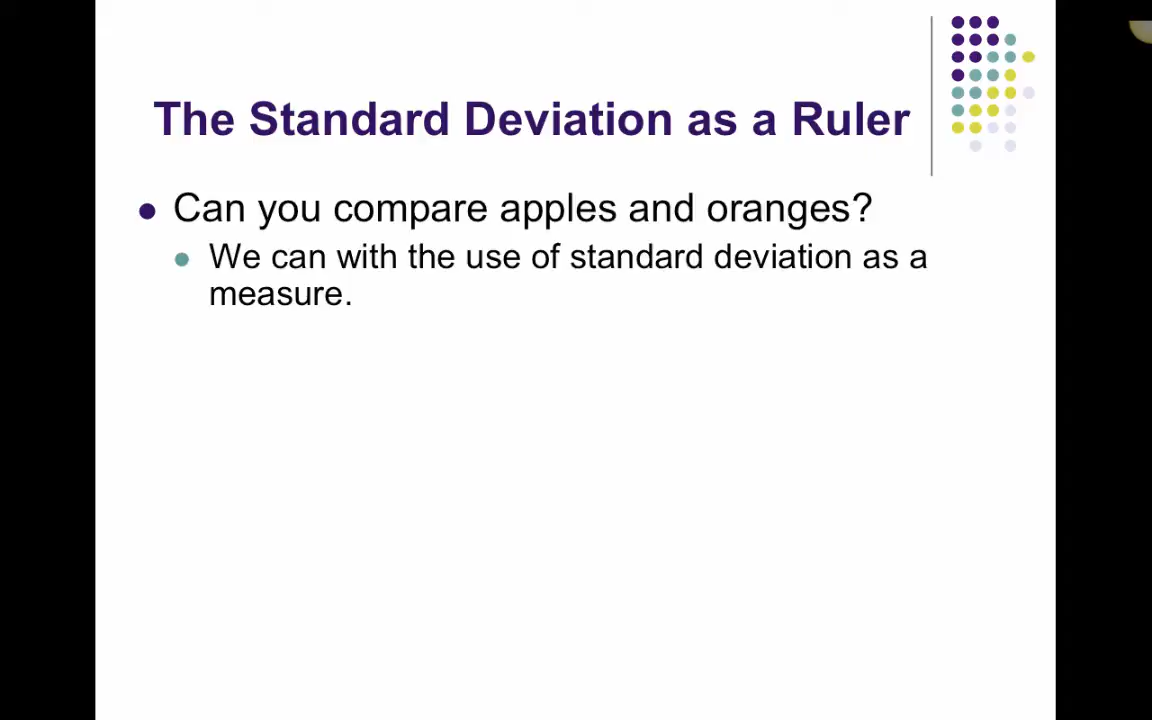 The Standard Deviation as a Ruler
Can you compare apples and oranges?
We can with the use of standard deviation as a
measure.